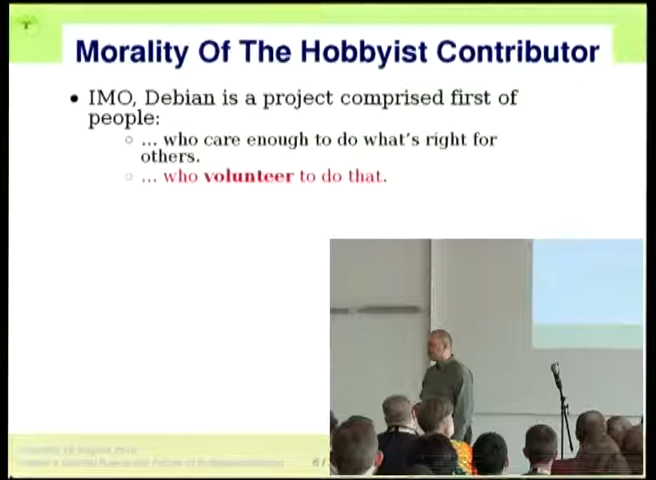 Morality Of The Hobbyist Contributor
• IMO, Debian is a project comprised first of
people:
◦ ... who care enough to do what's right for
others.
◦ ... who volunteer to do that.